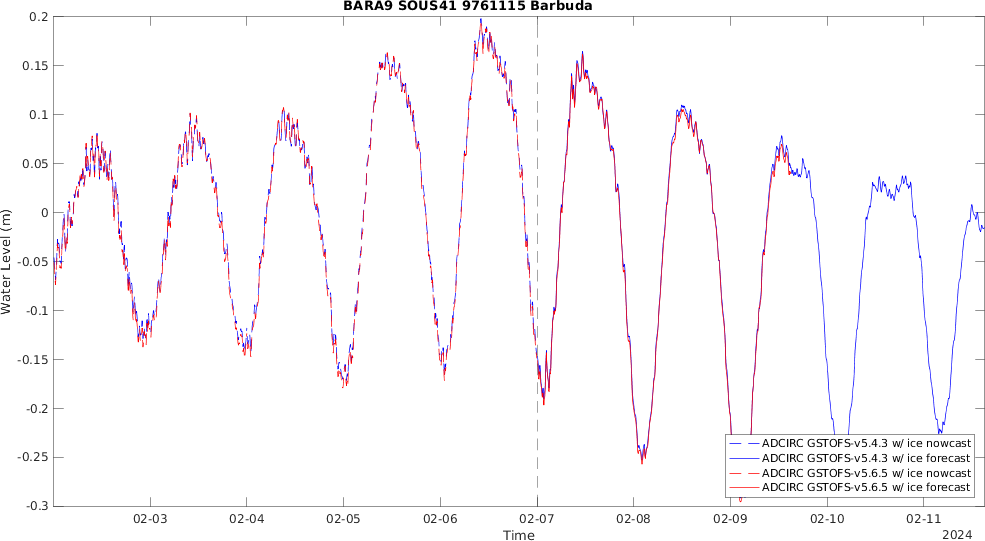 BARA9 SOUS41 9761115 Barbuda
0.2
0.15
0.1
0.05
0
-0.05
-0.1
-0.15
-0.2
-0.25
-0.3
Water Level (m)
ADCIRC GSTOFS-v5.4.3 w/ ice nowcast
ADCIRC GSTOFS-v5.4.3 w/ ice forecast
ADCIRC GSTOFS-v5.6.5 w/ ice nowcast
ADCIRC GSTOFS-v5.6.5 w/ ice forecast
02-03 02-04 02-05 02-06 02-07 02-08 02-09 02-10 02-11
Time
2024